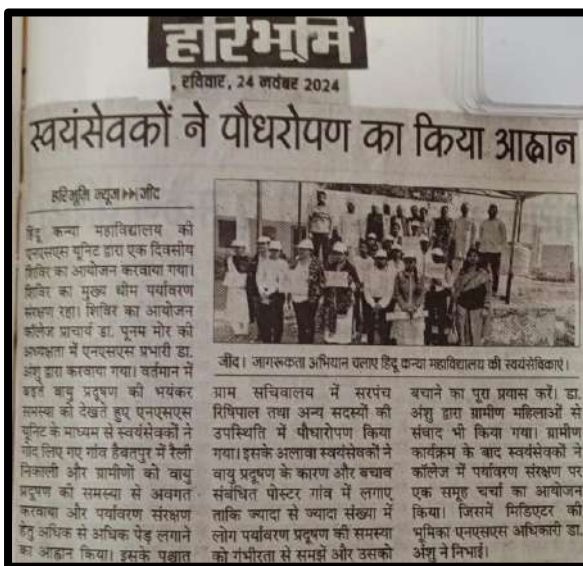 हरिभूमि
, रविवार, 24 नवंबर 2024
स्वयंसेवकों ने पौधरोपण का किया आह्वान
हरिभूमि न्यूज▶▶जींद
हिंदू कन्या महाविद्यालय की
एनएसएस यूनिट द्वारा एक दिवसीय
शिविर का आयोजन करवाया गया।
शिविर का मुख्य थीम पर्यावरण
संरक्षण रहा। शिविर का आयोजन
कॉलेज प्राचार्य डा. पूनम मोर की
अध्यक्षता में एनएसएस प्रभारी डा.
अंशु द्वारा करवाया गया। वर्तमान में
बढ़ते वायु प्रदूषण की भयंकर
समस्या को देखते हुए एनएसएस
यूनिट के माध्यम से स्वयंसेवकों ने
गोद लिए गए गांव हैबतपुर में रैली
निकाली और ग्रामीणों को वायु
प्रदूषण की समस्या से अवगत
करवाया और पर्यावरण संरक्षण
हेतु अधिक से अधिक पेड़ लगाने
का आह्वान किया। इसके पश्चात
जींद। जागरूकता अभियान चलाए हिंदू कन्या महाविद्यालय की स्वयंसेविकाएं।
ग्राम सचिवालय में सरपंच
रिषिपाल तथा अन्य सदस्यों की
उपस्थिति में पौधारोपण किया
गया। इसके अलावा स्वयंसेवकों ने
वायु प्रदूषण के कारण और बचाव
संबंधित पोस्टर गांव में लगाए
ताकि ज्यादा से ज्यादा संख्या में
लोग पर्यावरण प्रदूषण की समस्या
को गंभीरता से समझें और उसको
बचाने का पूरा प्रयास करें। डा.
अंशु द्वारा ग्रामीण महिलाओं से
संवाद भी किया गया। ग्रामीण
कार्यक्रम के बाद स्वयंसेवकों ने
कॉलेज में पर्यावरण संरक्षण पर
एक समूह चर्चा का आयोजन
किया। जिसमें मिडिएटर की
भूमिका एनएसएस अधिकारी डा.
अंशु ने निभाई।